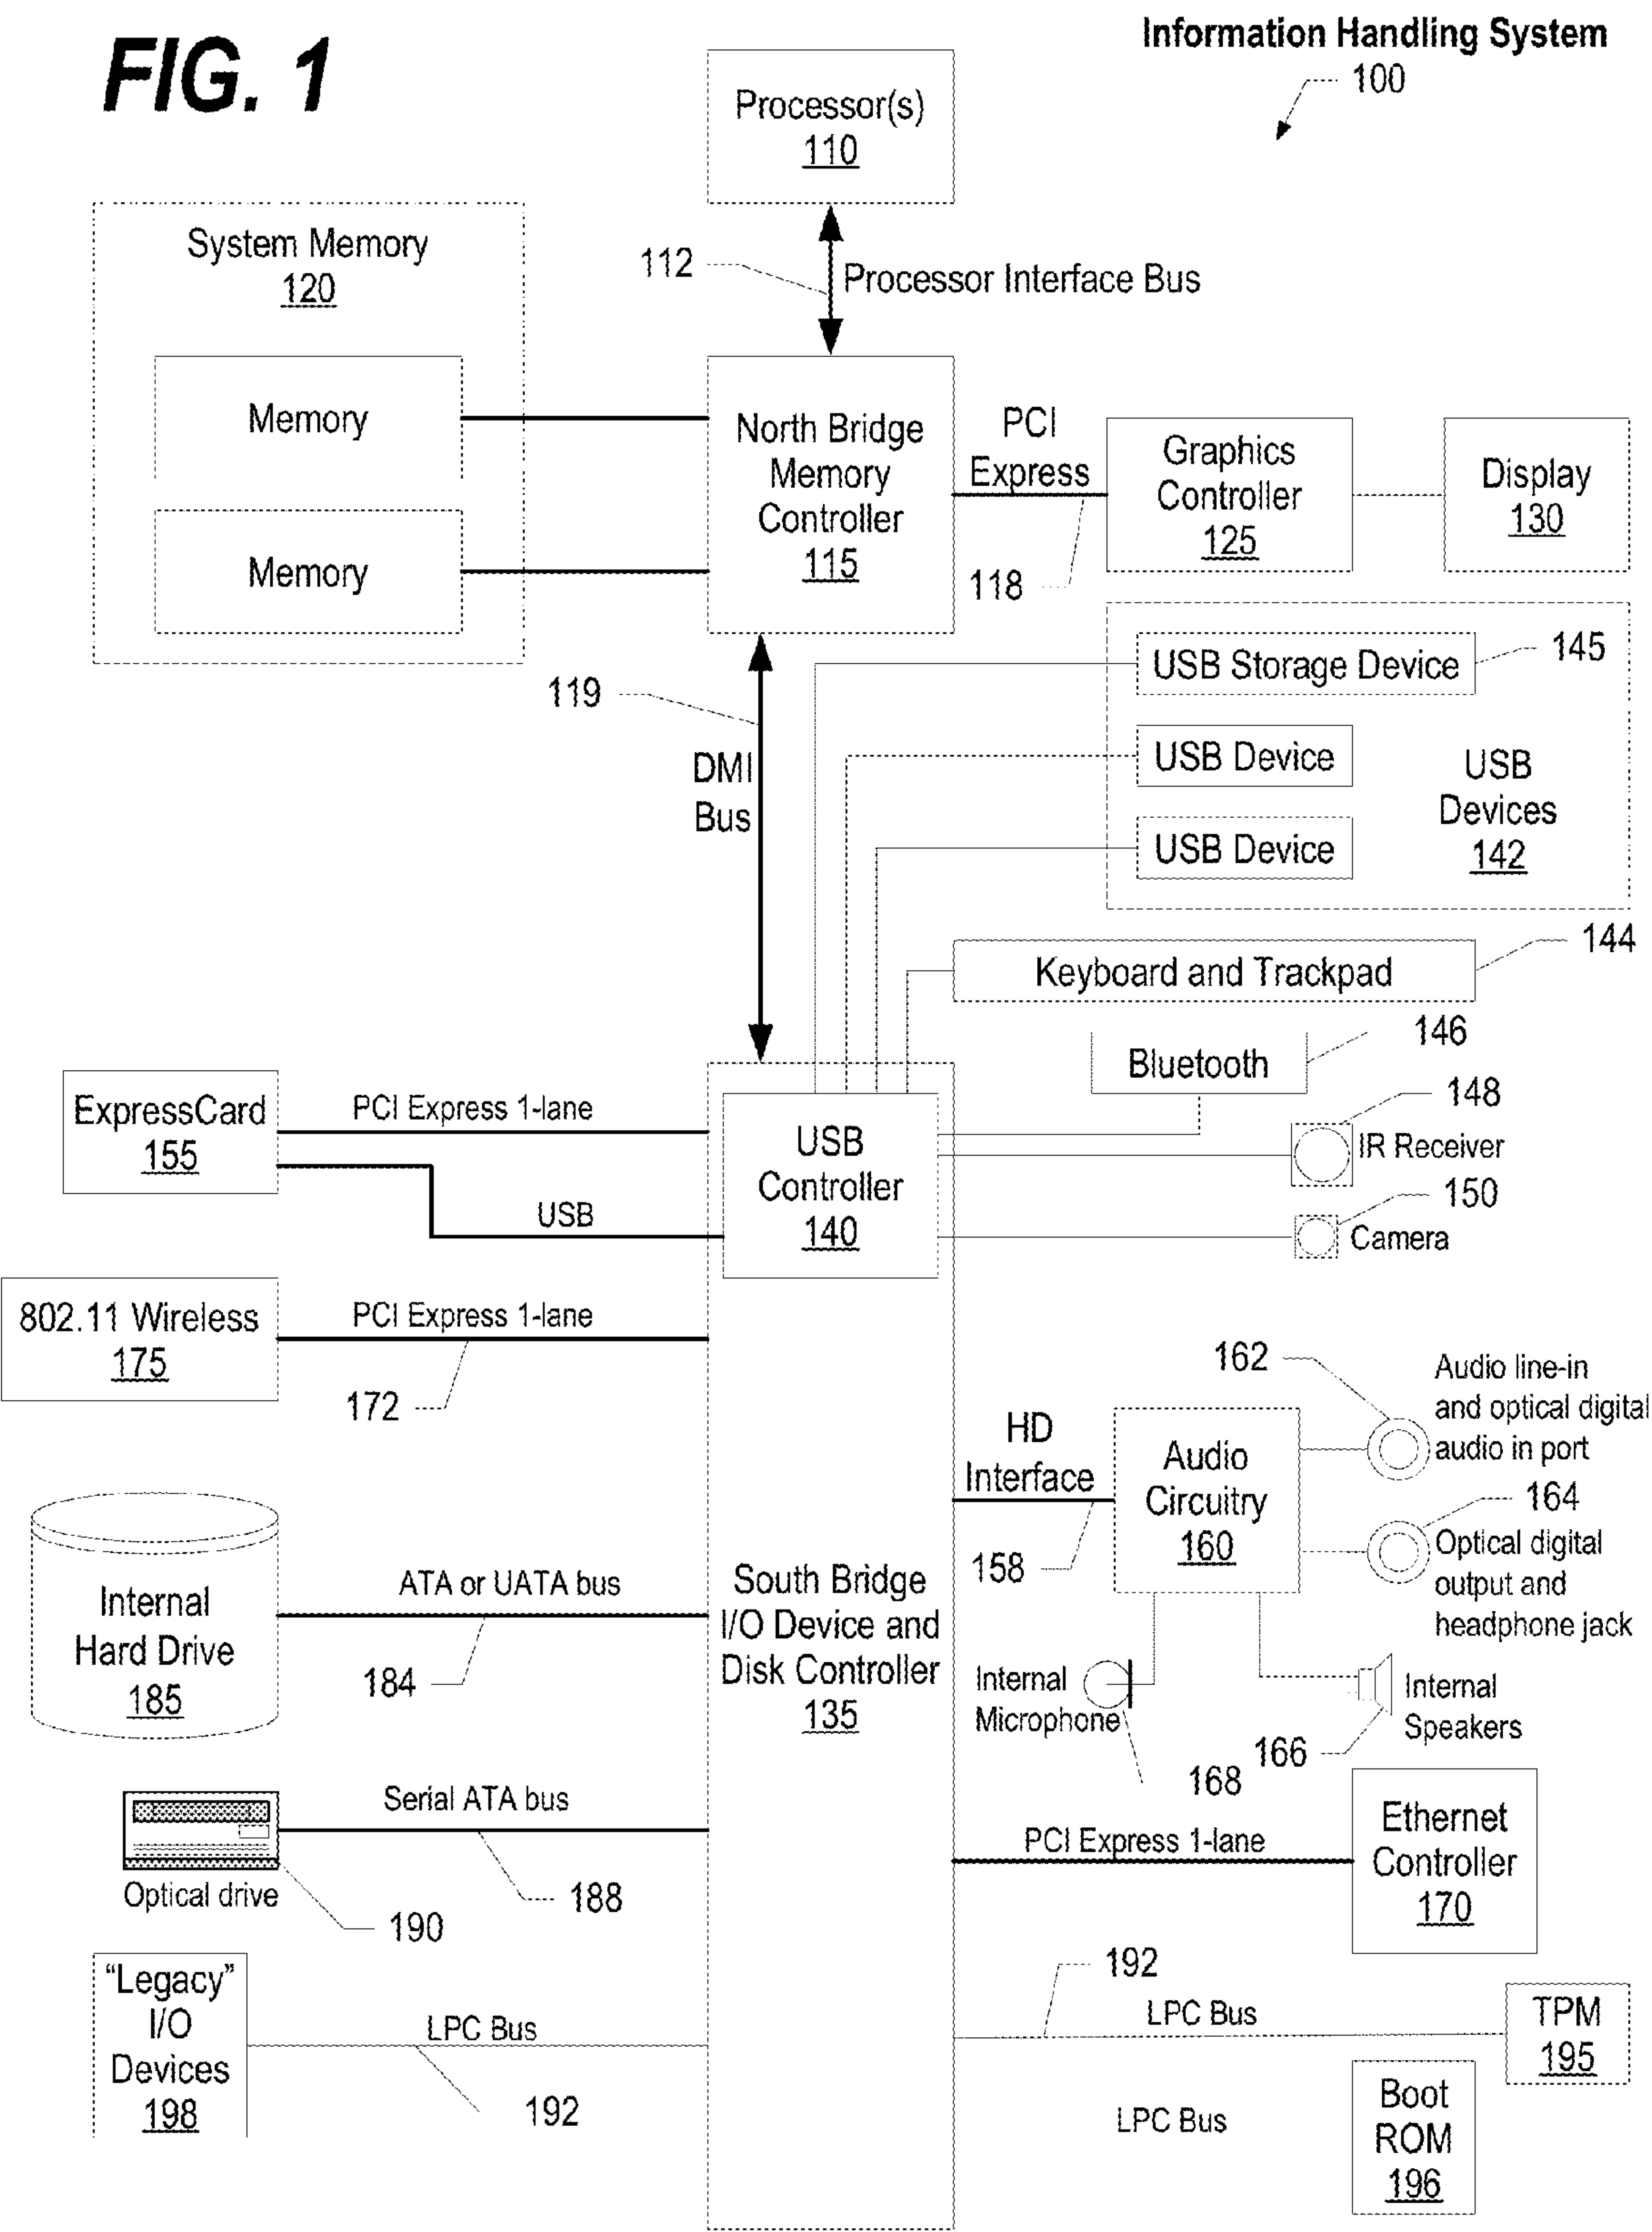 FIG. 1
Information Handling System
100
Processor(s)
110
System Memory
120
112
Processor Interface Bus
Memory
Memory
North Bridge
Memory
Controller
115
PCI
Express
118
Graphics
Controller
125
Display
130
119
DMI
Bus
USB Storage Device
145
USB Device
USB Device
USB
Devices
142
144
Keyboard and Trackpad
146
Bluetooth
148
IR Receiver
150
Camera
ExpressCard
155
PCI Express 1-lane
USB
USB
Controller
140
802.11 Wireless
175
PCI Express 1-lane
172
162
Audio line-in
and optical digital
audio in port
HD
Interface
158
Audio
Circuitry
160
164
Optical digital
output and
headphone jack
Internal
Hard Drive
185
ATA or UATA bus
184
South Bridge
I/O Device and
Disk Controller
135
Internal
Microphone
168
166
Internal
Speakers
Serial ATA bus
188
Optical drive
190
PCI Express 1-lane
Ethernet
Controller
170
"Legacy"
I/O
Devices
198
LPC Bus
192
192
LPC Bus
TPM
195
LPC Bus
Boot
ROM
196